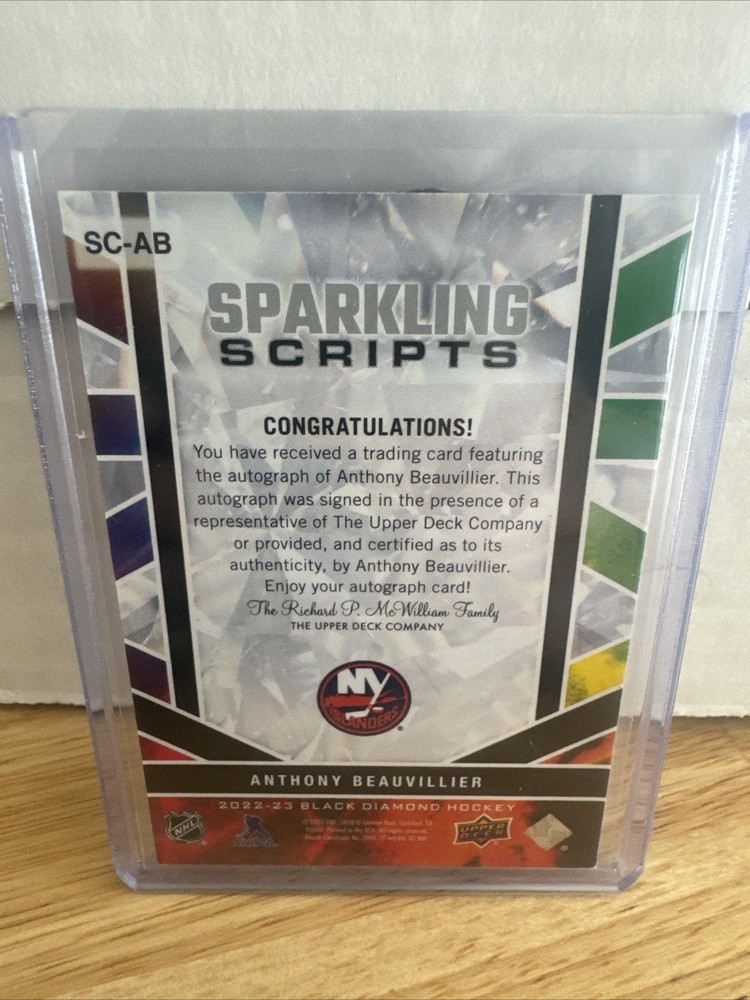 SC-AB
SPARKLING
SCRIPTS
CONGRATULATIONS!
You have received a trading card featuring
the autograph of Anthony Beauvillier. This
autograph was signed in the presence of a
representative of The Upper Deck Company
or provided, and certified as to its
authenticity, by Anthony Beauvillier.
Enjoy your autograph card!
The Richard P. McWilliam Family
THE UPPER DECK COMPANY
NY
ISLANDERS
ANTHONY BEAUVILLIER
2022-23 BLACK DIAMOND HOCKEY
NHL
UPPER
DECK